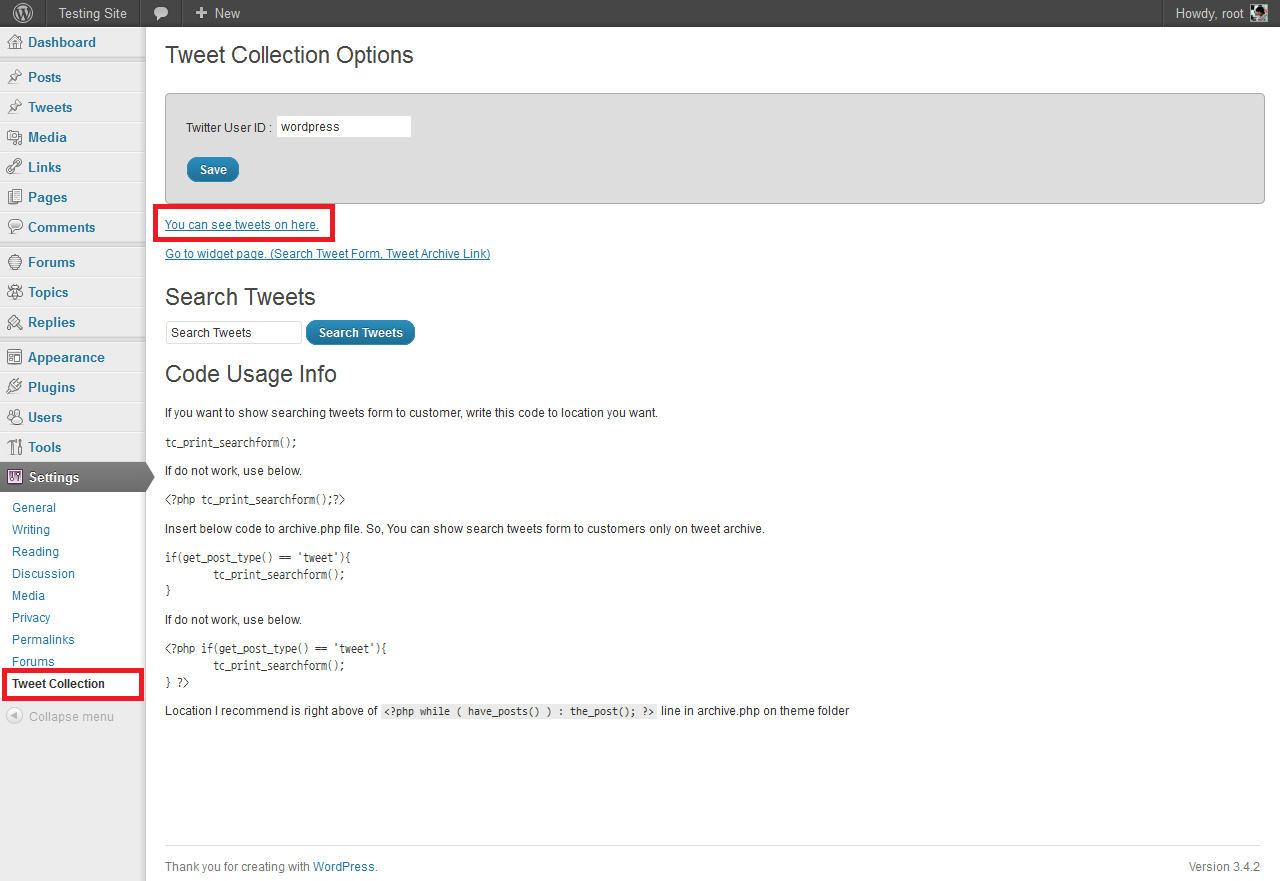 Testing Site
New
Howdy, root
Dashboard
Posts
Tweets
Media
Links
Pages
Comments
Forums
Topics
Replies
Appearance
Plugins
Users
Tools
Settings
General
Writing
Reading
Discussion
Media
Privacy
Permalinks
Forums
Tweet Collection
Collapse menu
Tweet Collection Options
Twitter User ID : wordpress
Save
You can see tweets on here.
Go to widget page. (Search Tweet Form, Tweet Archive Link)
Search Tweets
Search Tweets Search Tweets
Code Usage Info
If you want to show searching tweets form to customer, write this code to location you want.
tc_print_searchform();
If do not work, use below.
<?php tc_print_searchform();?>
Insert below code to archive.php file. So, You can show search tweets form to customers only on tweet archive.
if(get_post_type() == 'tweet'){
tc_print_searchform();
}
If do not work, use below.
<?php if(get_post_type() == 'tweet'){
tc_print_searchform();
} ?>
Location I recommend is right above of <?php while ( have_posts() ) : the_post(); ?> line in archive.php on theme folder
Thank you for creating with WordPress.
Version 3.4.2